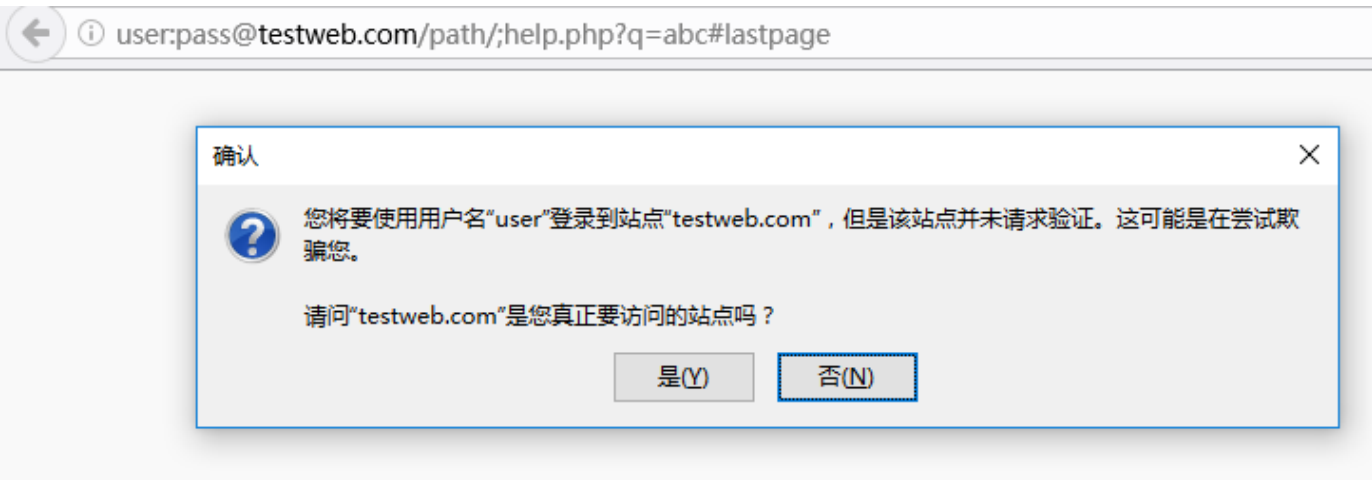 user:pass@testweb.com/path/;help.php?q=abc#lastpage
确认
您将要使用用户名“user”登录到站点“testweb.com”，但是该站点并未请求验证。这可能是在尝试欺
骗您。
请问“testweb.com”是您真正要访问的站点吗？
是(Y) 否(N)